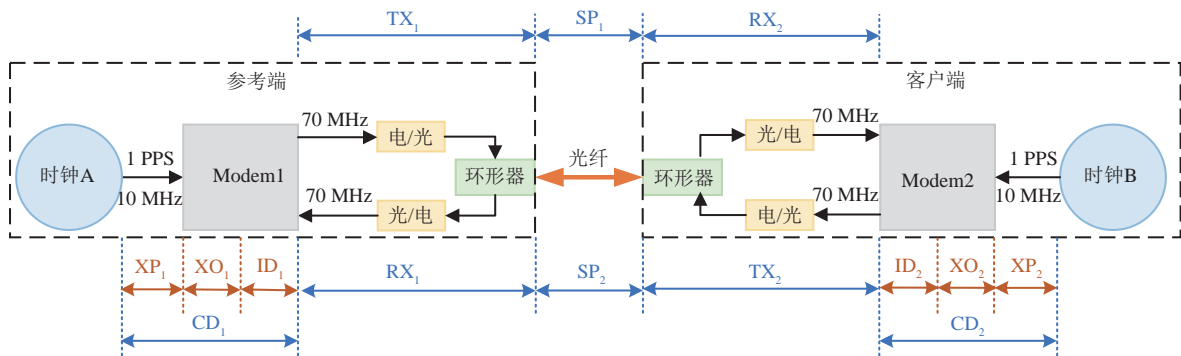 TX₁ SP₁ RX₂
参考端 客户端
70 MHz 电/光 光/电 70 MHz
时钟A 1 PPS 10 MHz Modem1 环形器 光纤 环形器 Modem2 1 PPS 10 MHz 时钟B
70 MHz 光/电 电/光 70 MHz
XP₁ XO₁ ID₁ RX₁ SP₂ TX₂ ID₂ XO₂ XP₂
CD₁ CD₂